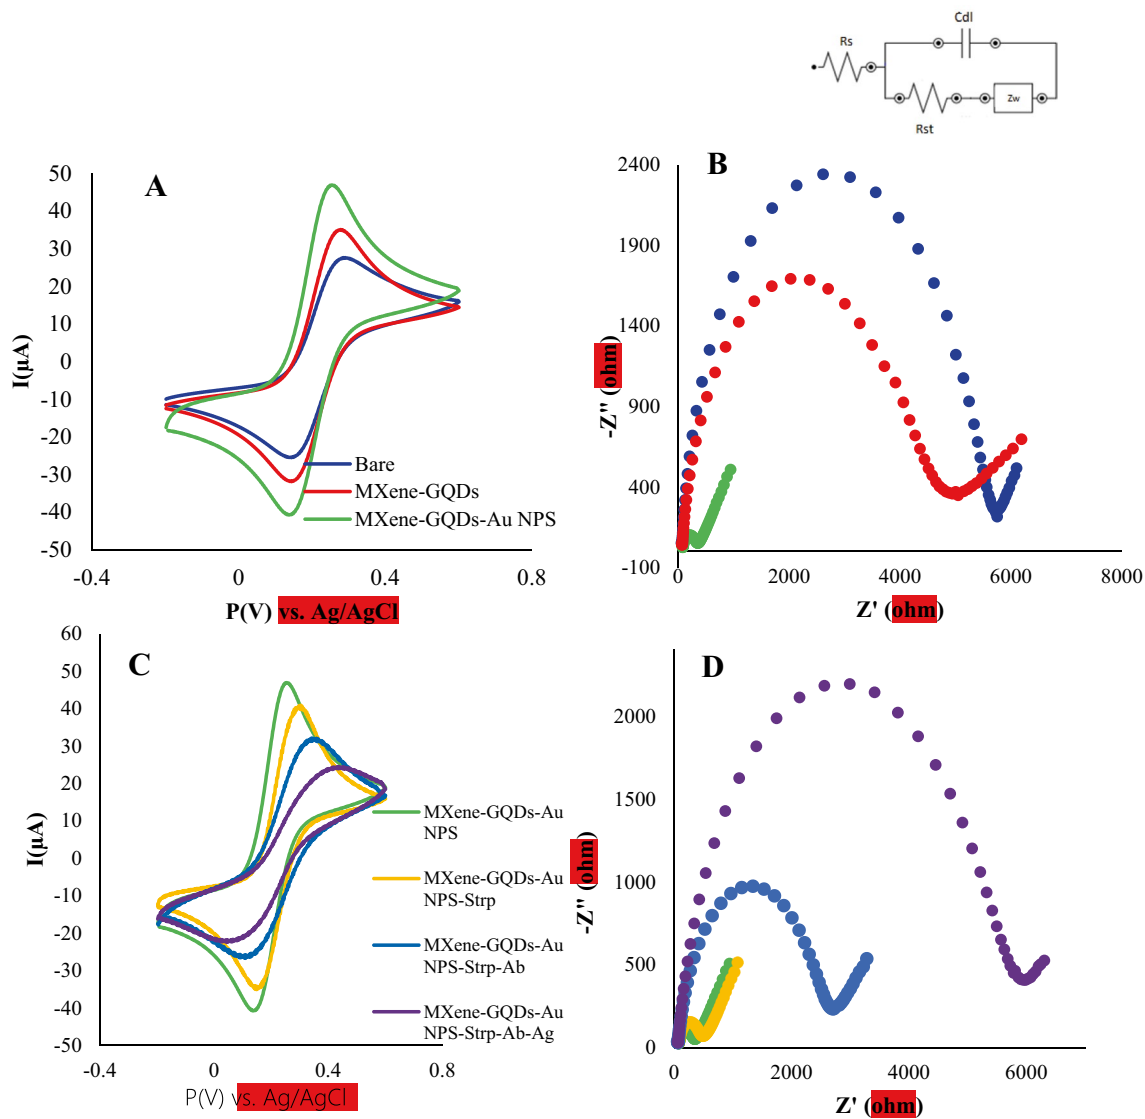 Cdl
Rs
Zw
Rst
A
50
40
30
20
10
0
-10
-20
-30
-40
-50
I(µA)
-0.4
0
0.4
0.8
P(V) vs. Ag/AgCl
Bare
MXene-GQDs
MXene-GQDs-Au NPS
B
2400
1900
1400
900
400
-100
-Z" (ohm)
0
2000
4000
6000
8000
Z' (ohm)
C
60
50
40
30
20
10
0
-10
-20
-30
-40
-50
I(µA)
-0.4
0
0.4
0.8
P(V) vs. Ag/AgCl
MXene-GQDs-Au
NPS
MXene-GQDs-Au
NPS-Strp
MXene-GQDs-Au
NPS-Strp-Ab
MXene-GQDs-Au
NPS-Strp-Ab-Ag
D
2000
1500
1000
500
0
-Z" (ohm)
0
2000
4000
6000
Z' (ohm)